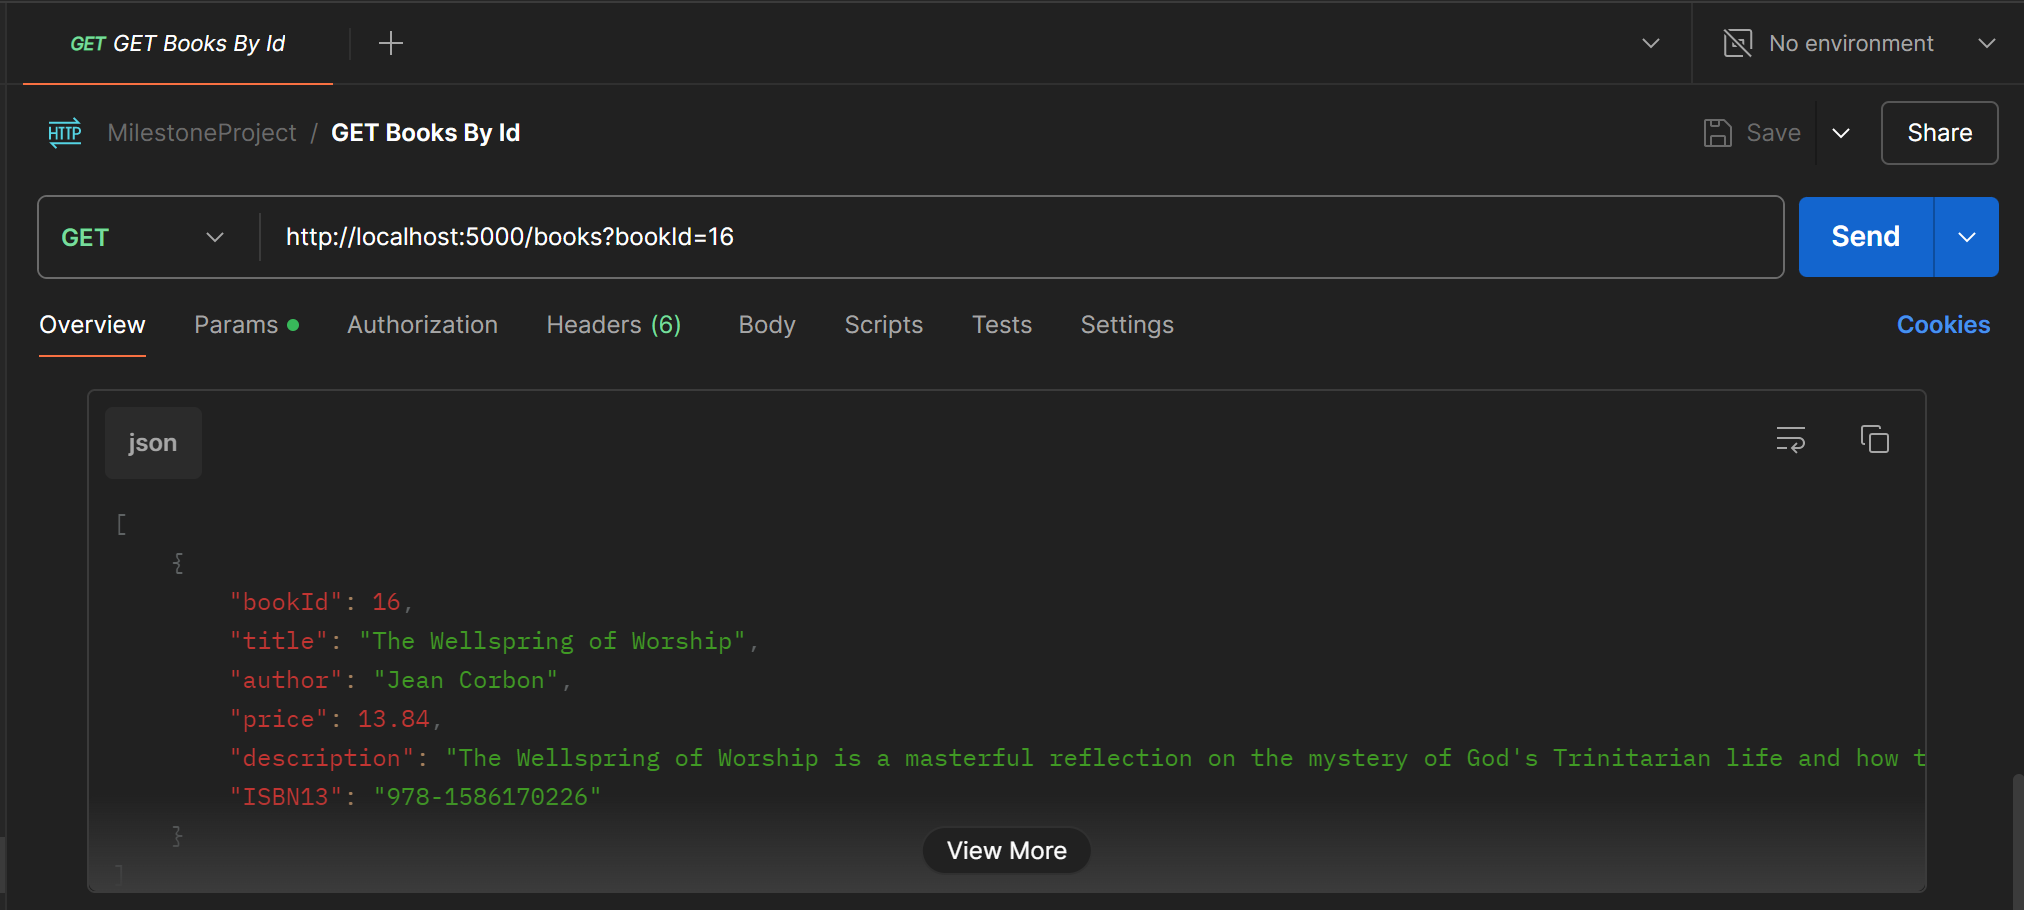 GET GET Books By Id
No environment
HTTP MilestoneProject / GET Books By Id
Save
Share
GET
http://localhost:5000/books?bookId=16
Send
Overview Params Authorization Headers (6) Body Scripts Tests Settings Cookies
json
[
{
"bookId": 16,
"title": "The Wellspring of Worship",
"author": "Jean Corbon",
"price": 13.84,
"description": "The Wellspring of Worship is a masterful reflection on the mystery of God's Trinitarian life and how t
"ISBN13": "978-1586170226"
}
]
View More